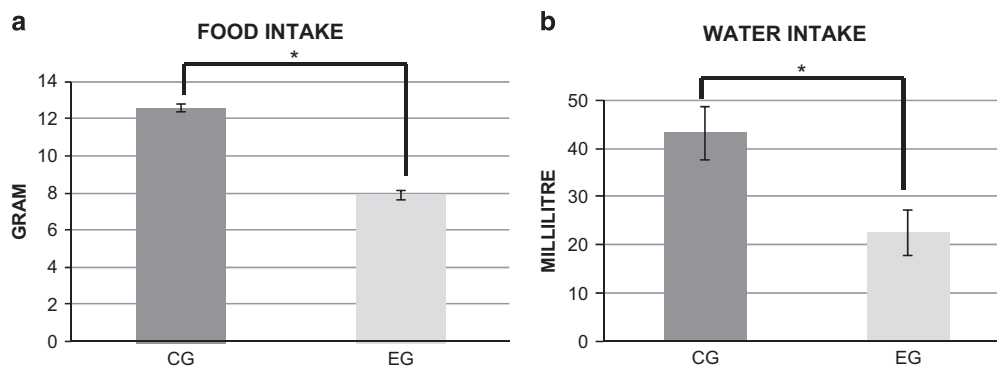 a
FOOD INTAKE
*
14
12
10
8
6
4
2
0
GRAM
CG
EG
b
WATER INTAKE
*
50
40
30
20
10
0
MILLILITRE
CG
EG